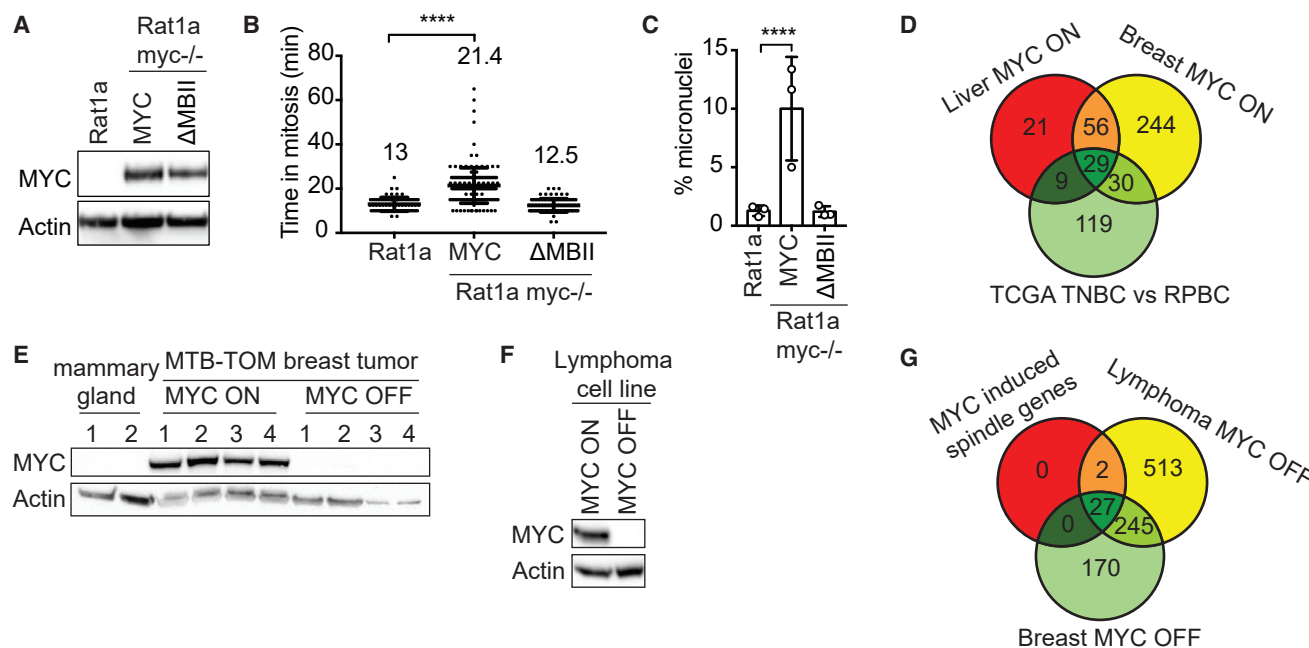 A
Rat1a
myc-/-
Rat1a
MYC
ΔMBII
MYC
Actin
B
Time in mitosis (min)
80
60
40
20
0
****
13
21.4
12.5
Rat1a
MYC
ΔMBII
Rat1a myc-/-
C
% micronuclei
15
10
5
0
****
Rat1a
MYC
ΔMBII
Rat1a
myc-/-
D
Liver MYC ON
Breast MYC ON
21
56
244
29
9
30
119
TCGA TNBC vs RPBC
E
mammary
gland
MTB-TOM breast tumor
MYC ON
MYC OFF
1 2 1 2 3 4 1 2 3 4
MYC
Actin
F
Lymphoma
cell line
MYC ON
MYC OFF
MYC
Actin
G
MYC induced
spindle genes
Lymphoma MYC OFF
0
2
513
27
0
245
170
Breast MYC OFF